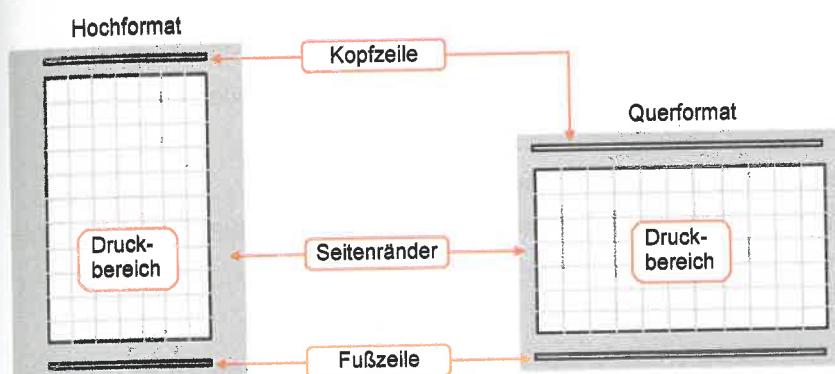 Hochformat
Kopfzeile
Querformat
Druck-
bereich
Seitenränder
Druck-
bereich
Fußzeile